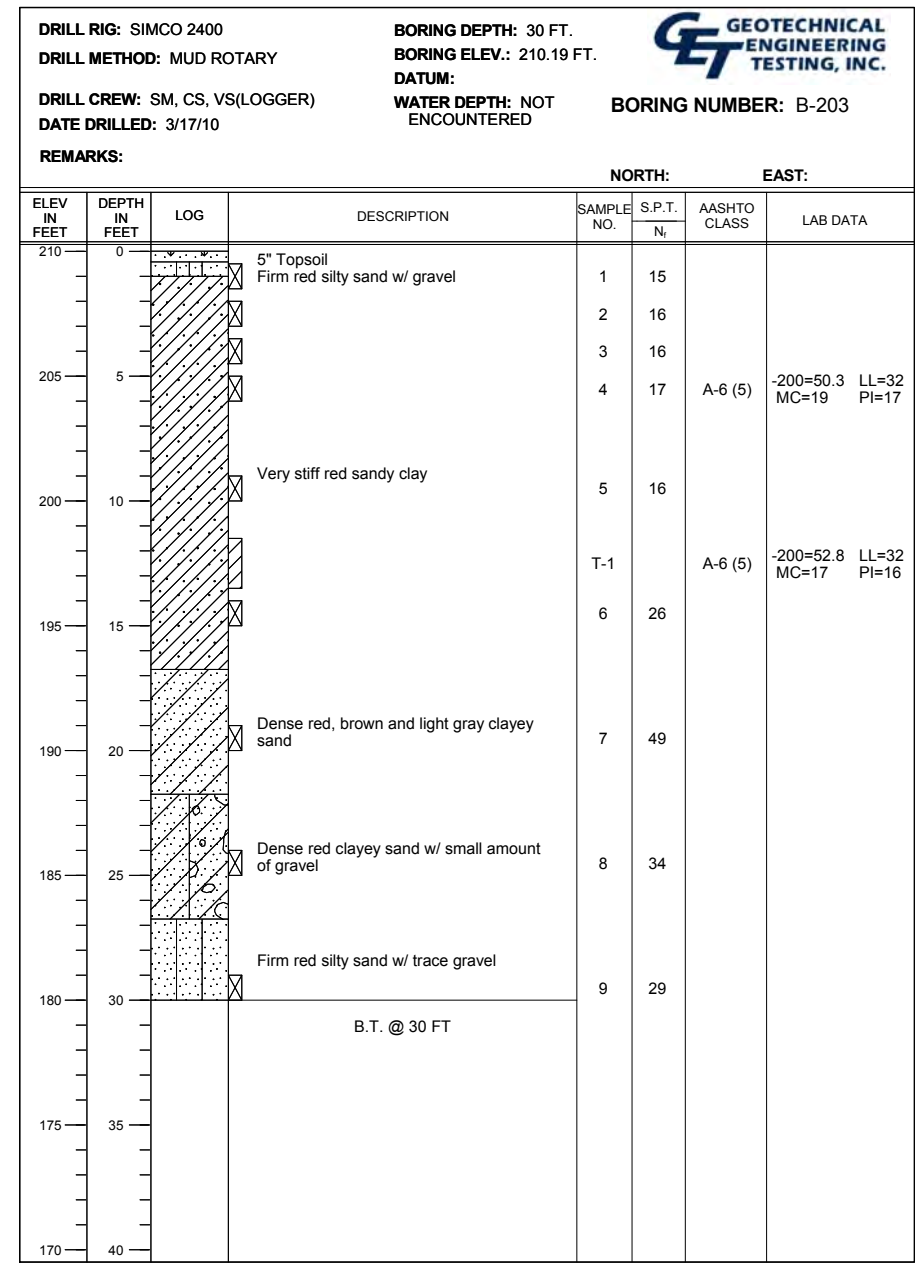 DRILL RIG: SIMCO 2400
DRILL METHOD: MUD ROTARY
DRILL CREW: SM, CS, VS(LOGGER)
DATE DRILLED: 3/17/10
REMARKS:
BORING DEPTH: 30 FT.
BORING ELEV.: 210.19 FT.
DATUM:
WATER DEPTH: NOT
ENCOUNTERED
GET GEOTECHNICAL
ENGINEERING
TESTING, INC.
BORING NUMBER: B-203
NORTH: EAST:
ELEV IN FEET
DEPTH IN FEET
LOG
DESCRIPTION
SAMPLE NO.
S.P.T.
Nf
AASHTO CLASS
LAB DATA
210 0
5" Topsoil
Firm red silty sand w/ gravel 1 15
2 16
3 16
205 5
4 17 A-6 (5) -200=50.3 LL=32
MC=19 PI=17
Very stiff red sandy clay
5 16
200 10
T-1 A-6 (5) -200=52.8 LL=32
MC=17 PI=16
6 26
195 15
Dense red, brown and light gray clayey
sand 7 49
190 20
Dense red clayey sand w/ small amount
of gravel 8 34
185 25
Firm red silty sand w/ trace gravel
9 29
180 30
B.T. @ 30 FT
175 35
170 40